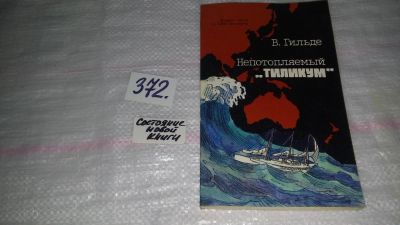 372.
СОСТОЯНИЕ
НОВОЙ
КНИГИ
В. Гильде
Непотопляемый
„ТИЛИКУМ"